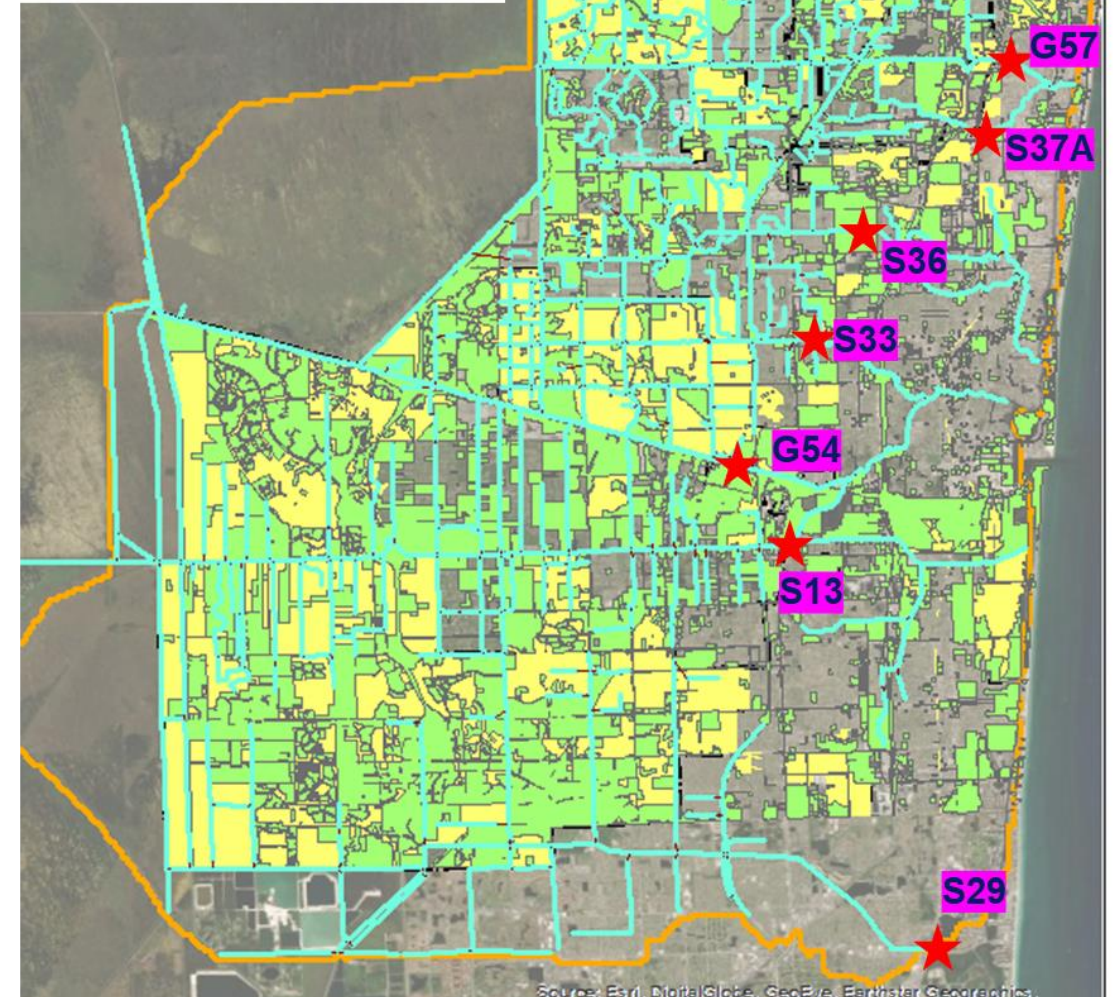 G57
S37A
S36
S33
G54
S13
S29
Source: Esri, DigitalGlobe, GeoEye, Earthstar Geographics,